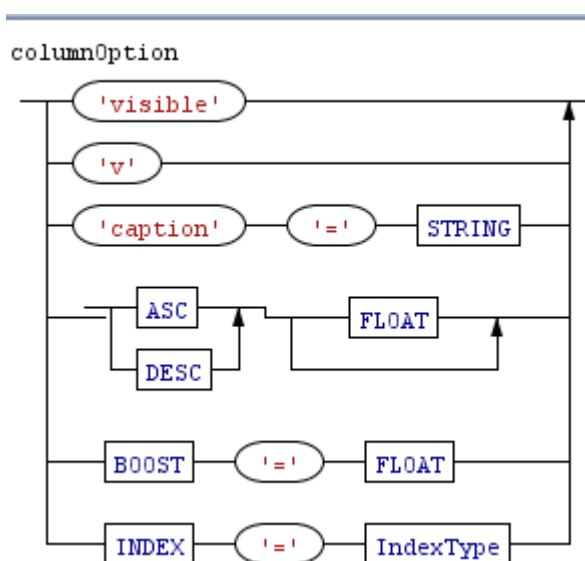 columnOption
'visible'
'v'
'caption' '=' STRING
ASC FLOAT
DESC
BOOST '=' FLOAT
INDEX '=' IndexType